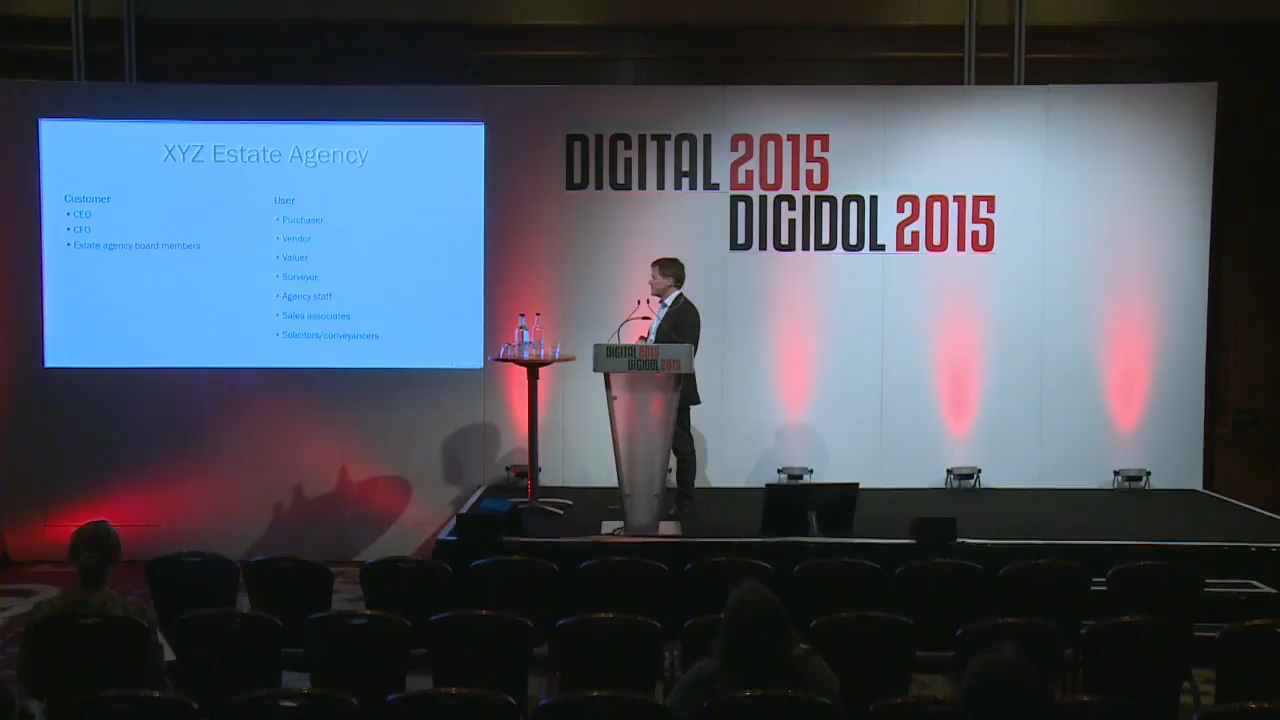 XYZ Estate Agency
Customer
• CEO
• CFO
• Estate agency board members
User
• Purchaser
• Vendor
• Valuer
• Surveyor
• Agency staff
• Sales associates
• Solicitors/conveyancers
DIGITAL 2015
DIGIDOL 2015
DIGITAL 2015
DIGIDOL 2015